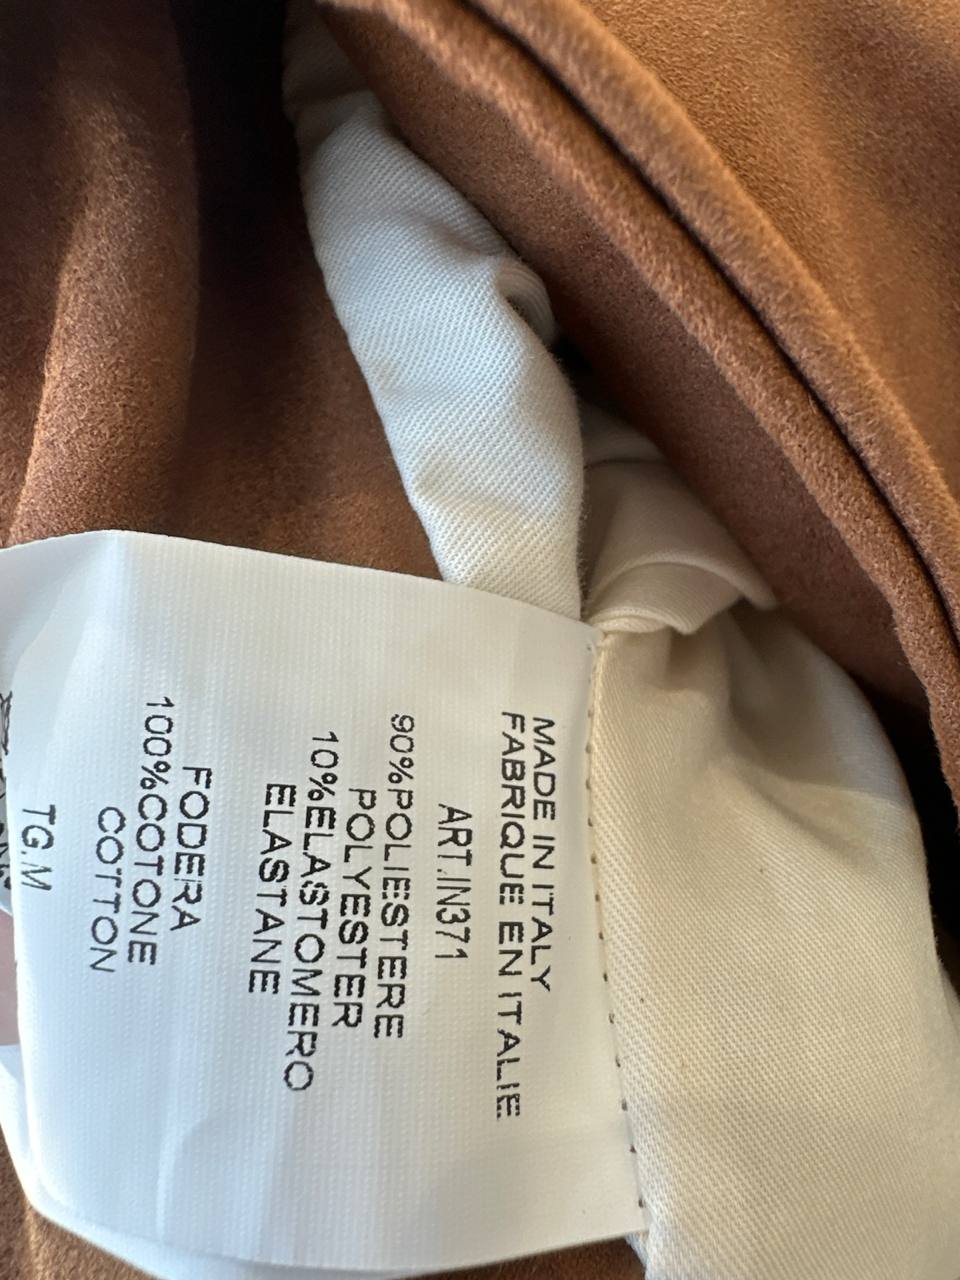 MADE IN ITALY
FABRIQUE EN ITALIE
ART.IN371
90%POLIESTERE
POLYESTER
10%ELASTOMERO
ELASTANE
FODERA
100%COTONE
COTTON
TG.M